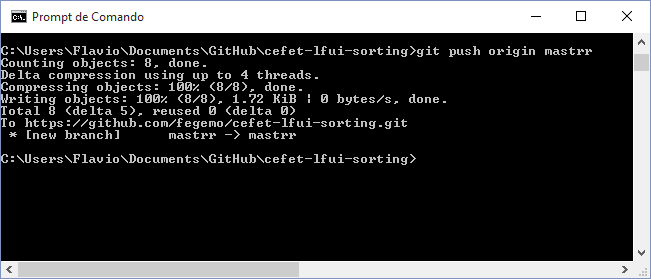 Prompt de Comando
C:\Users\Flavio\Documents\GitHub\cefet-lfui-sorting>git push origin mastrr
Counting objects: 8, done.
Delta compression using up to 4 threads.
Compressing objects: 100% (8/8), done.
Writing objects: 100% (8/8), 1.72 KiB | 0 bytes/s, done.
Total 8 (delta 5), reused 0 (delta 0)
To https://github.com/fegemo/cefet-lfui-sorting.git
 * [new branch]      mastrr -> mastrr
C:\Users\Flavio\Documents\GitHub\cefet-lfui-sorting>